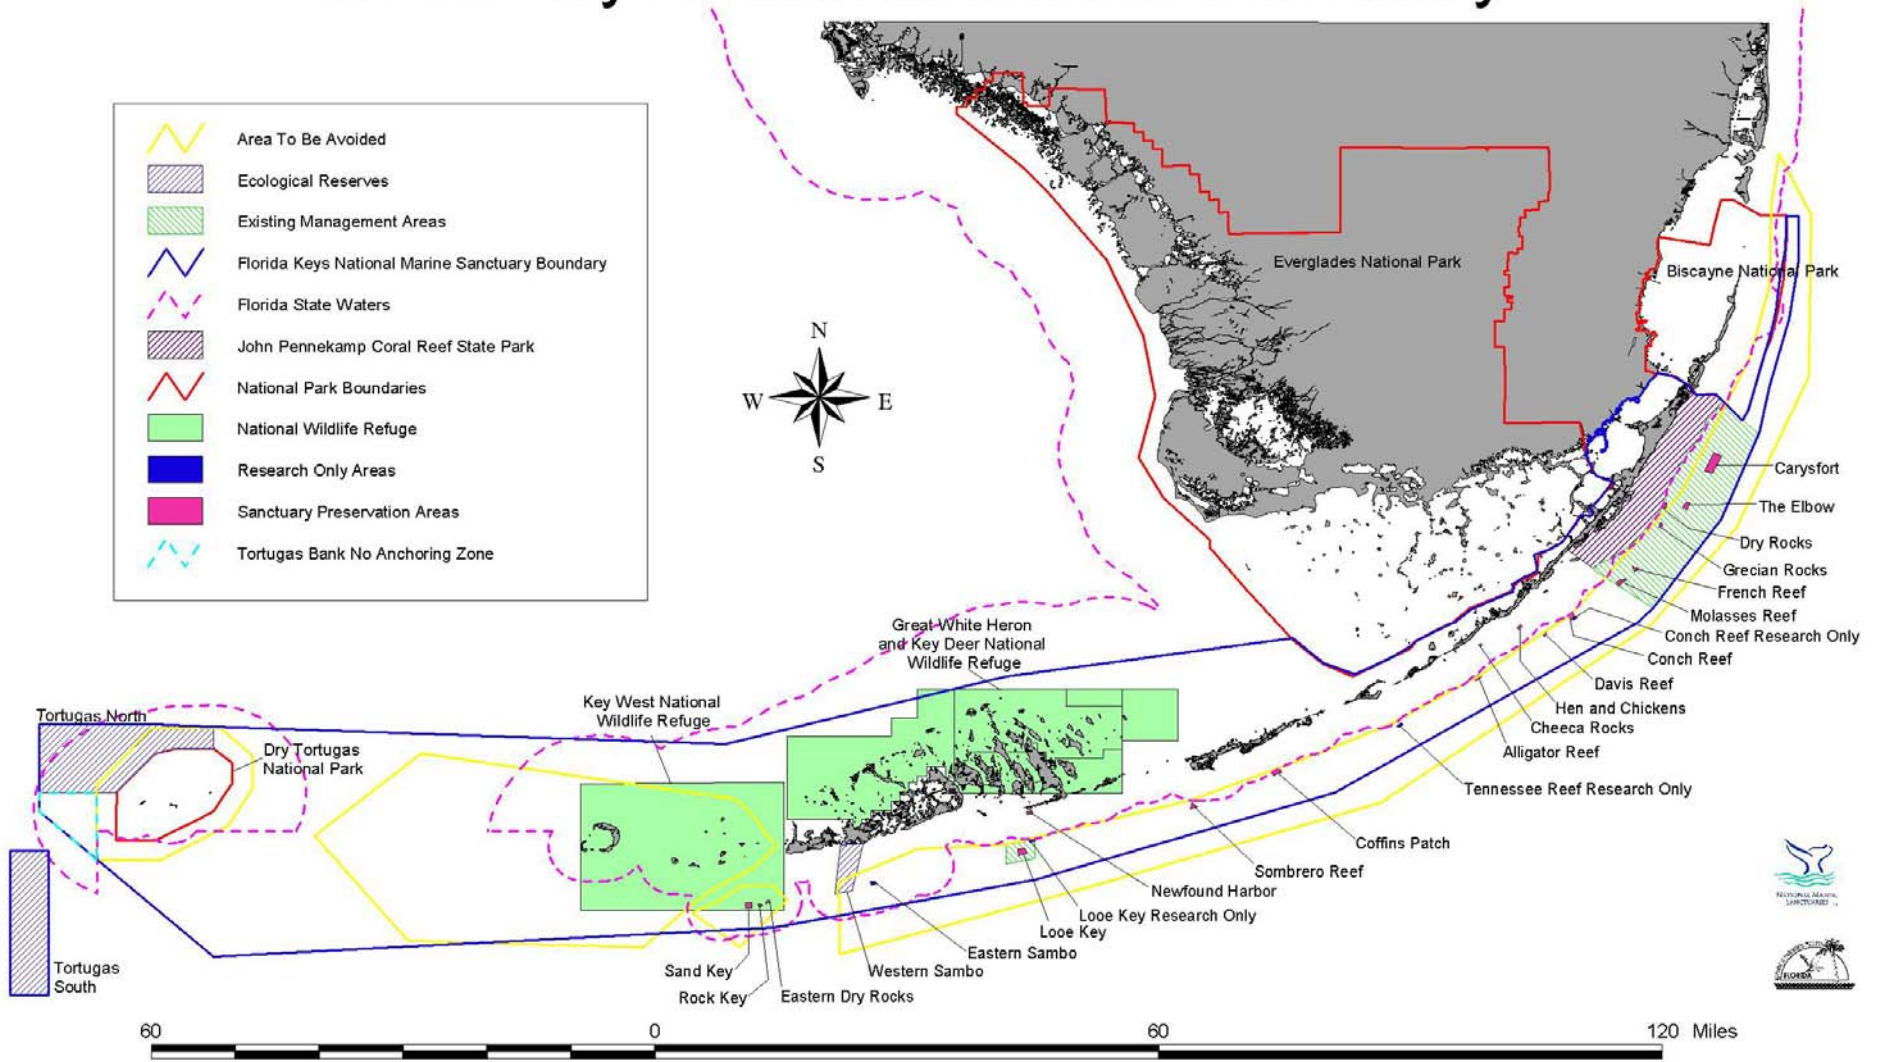 Area To Be Avoided
Ecological Reserves
Existing Management Areas
Florida Keys National Marine Sanctuary Boundary
Florida State Waters
John Pennekamp Coral Reef State Park
National Park Boundaries
National Wildlife Refuge
Research Only Areas
Sanctuary Preservation Areas
Tortugas Bank No Anchoring Zone
N
W
E
S
Everglades National Park
Biscayne National Park
Carysfort
The Elbow
Dry Rocks
Grecian Rocks
French Reef
Molasses Reef
Conch Reef Research Only
Conch Reef
Davis Reef
Hen and Chickens
Cheeca Rocks
Alligator Reef
Tennessee Reef Research Only
Coffins Patch
Sombrero Reef
Newfound Harbor
Looe Key Research Only
Looe Key
Eastern Sambo
Western Sambo
Great White Heron
and Key Deer National
Wildlife Refuge
Key West National
Wildlife Refuge
Tortugas North
Dry Tortugas
National Park
Tortugas
South
Sand Key
Rock Key
Eastern Dry Rocks
NATIONAL MARINE
SANCTUARIES
FLORIDA
60
0
60
120 Miles